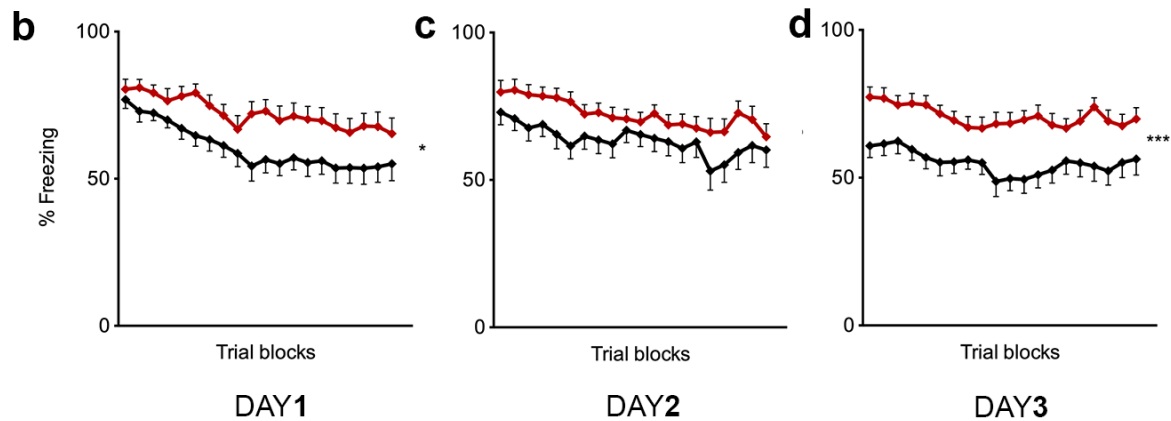 b
100
50
0
% Freezing
*
Trial blocks
DAY1
c
100
50
0
Trial blocks
DAY2
d
100
50
0
***
Trial blocks
DAY3